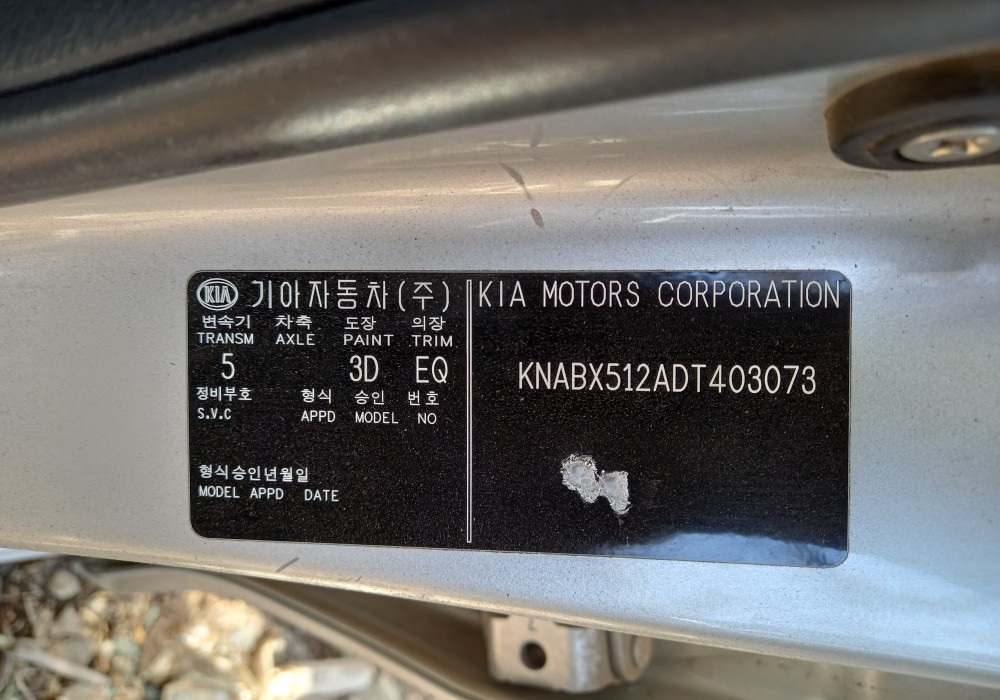 KIA 기아자동차(주)
변속기 차축 도장 의장
TRANSM AXLE PAINT TRIM
5 3D EQ
정비부호 형식 승인 번호
S.V.C APPD MODEL NO
형식승인년월일
MODEL APPD DATE
KIA MOTORS CORPORATION
KNABX512ADT403073